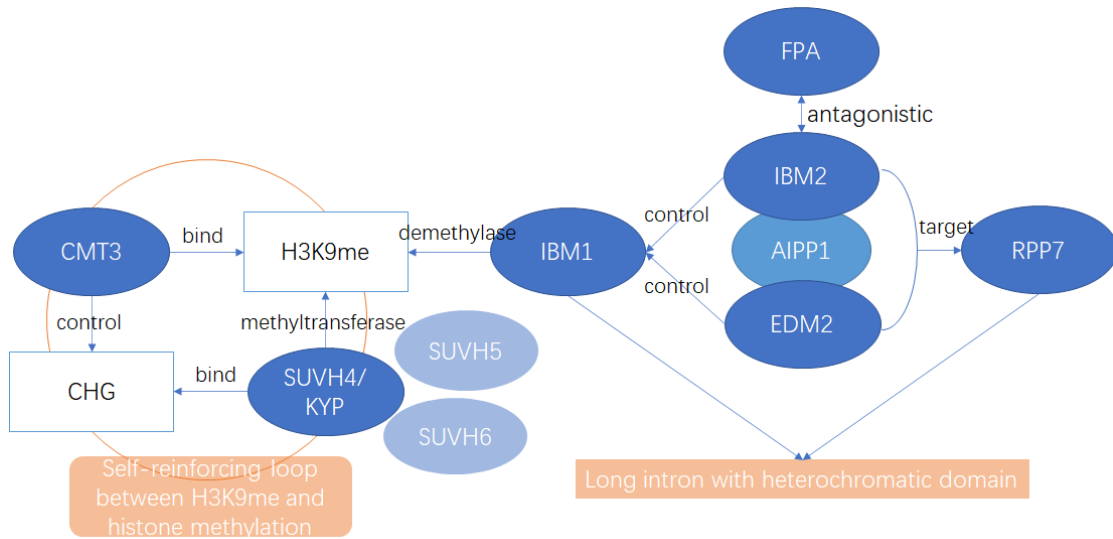 FPA
antagonistic
IBM2
control
CMT3
bind
H3K9me
demethylase
IBM1
AIPP1
target
RPP7
control
control
methyltransferase
EDM2
SUVH5
CHG
bind
SUVH4/
KYP
SUVH6
Self-reinforcing loop
between H3K9me and
histone methylation
Long intron with heterochromatic domain